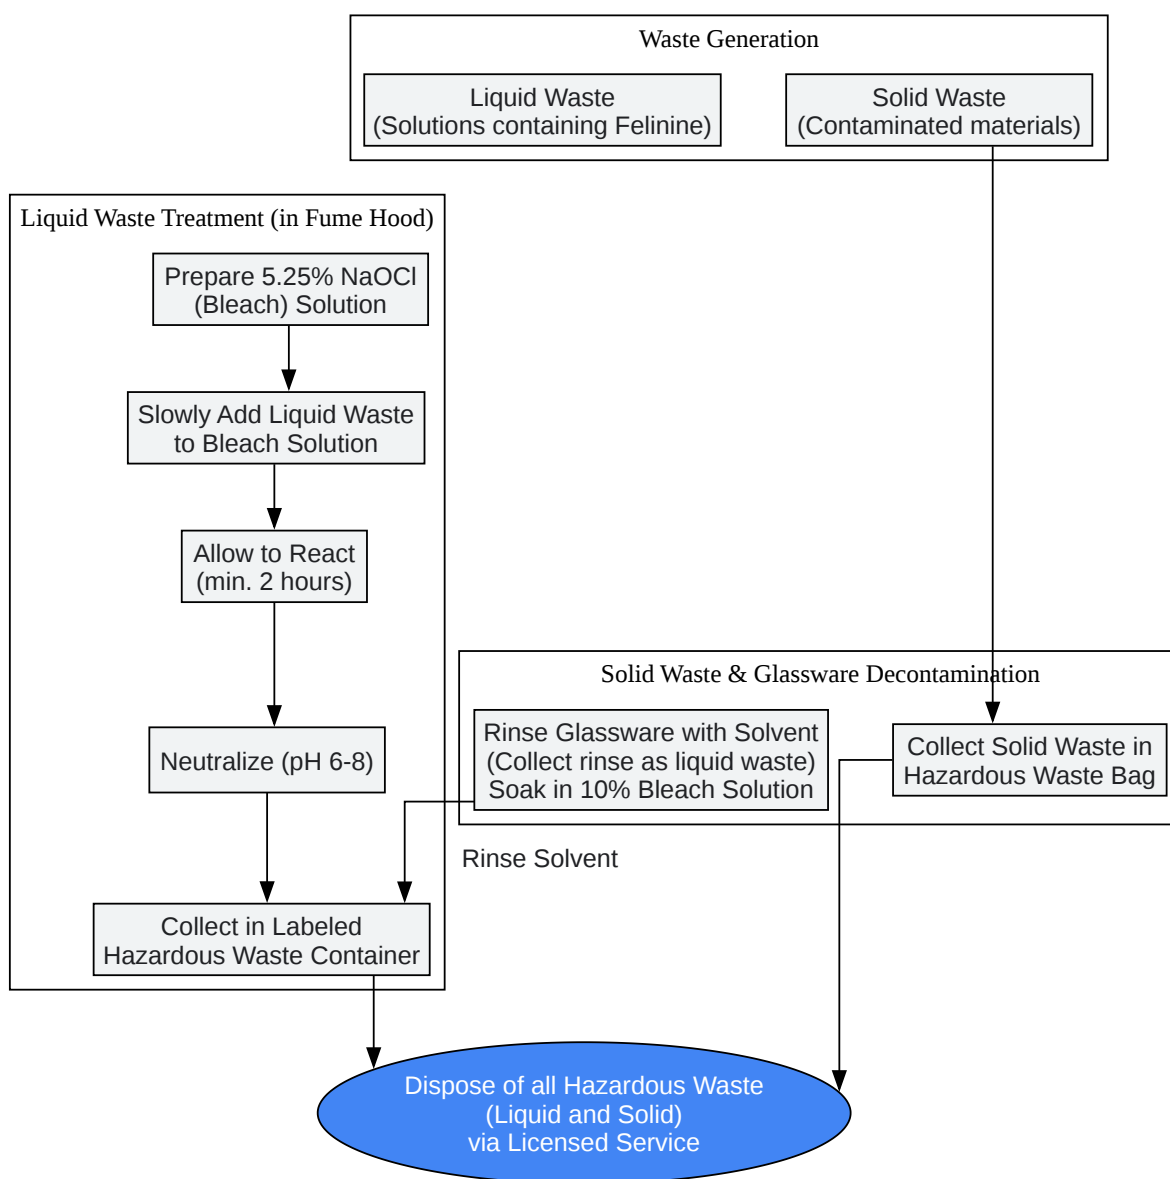 Waste Generation
Liquid Waste
(Solutions containing Felinine)
Solid Waste
(Contaminated materials)
Liquid Waste Treatment (in Fume Hood)
Prepare 5.25% NaOCl
(Bleach) Solution
Slowly Add Liquid Waste
to Bleach Solution
Allow to React
(min. 2 hours)
Neutralize (pH 6-8)
Collect in Labeled
Hazardous Waste Container
Solid Waste & Glassware Decontamination
Rinse Glassware with Solvent
(Collect rinse as liquid waste)
Soak in 10% Bleach Solution
Collect Solid Waste in
Hazardous Waste Bag
Rinse Solvent
Dispose of all Hazardous Waste
(Liquid and Solid)
via Licensed Service